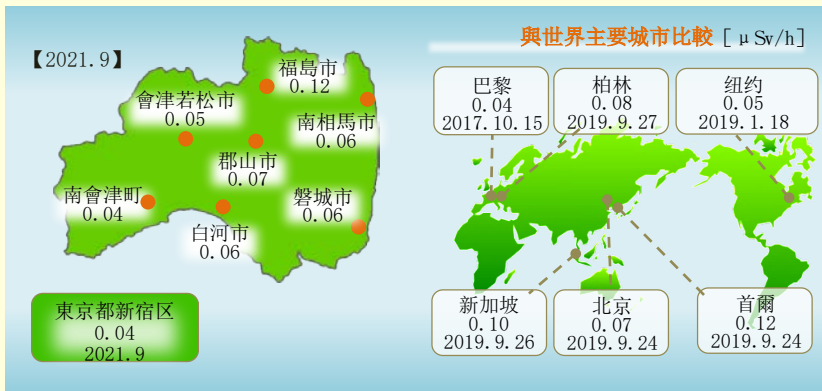 與世界主要城市比較［μSv/h］
【2021.9】
福島市
0.12
會津若松市
0.05
南相馬市
0.06
郡山市
0.07
南會津町
0.04
磐城市
0.06
白河市
0.06
東京都新宿区
0.04
2021.9
巴黎
0.04
2017.10.15
柏林
0.08
2019.9.27
纽约
0.05
2019.1.18
新加坡
0.10
2019.9.26
北京
0.07
2019.9.24
首爾
0.12
2019.9.24